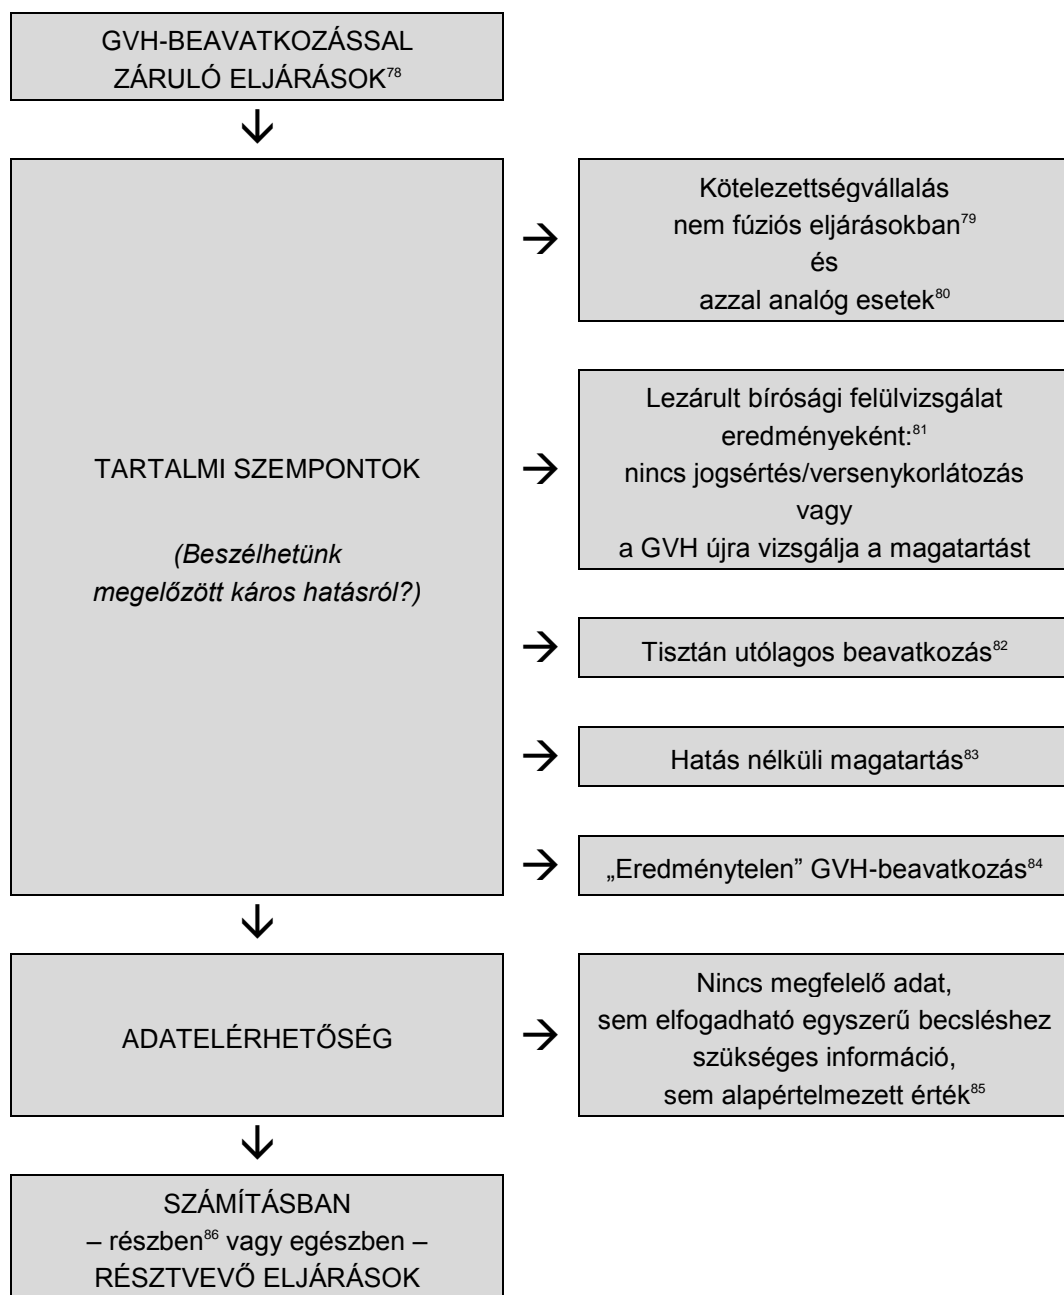 GVH-BEAVATKOZÁSSAL
ZÁRULÓ ELJÁRÁSOK⁷⁸
TARTALMI SZEMPONTOK
(Beszélhetünk
megelőzött káros hatásról?)
Kötelezettségvállalás
nem fúziós eljárásokban⁷⁹
és
azzal analóg esetek⁸⁰
Lezárult bírósági felülvizsgálat
eredményeként:⁸¹
nincs jogsértés/versenykorlátozás
vagy
a GVH újra vizsgálja a magatartást
Tisztán utólagos beavatkozás⁸²
Hatás nélküli magatartás⁸³
„Eredménytelen” GVH-beavatkozás⁸⁴
ADATELÉRHETŐSÉG
Nincs megfelelő adat,
sem elfogadható egyszerű becsléshez
szükséges információ,
sem alapértelmezett érték⁸⁵
SZÁMÍTÁSBAN
– részben⁸⁶ vagy egészben –
RÉSZTVEVŐ ELJÁRÁSOK